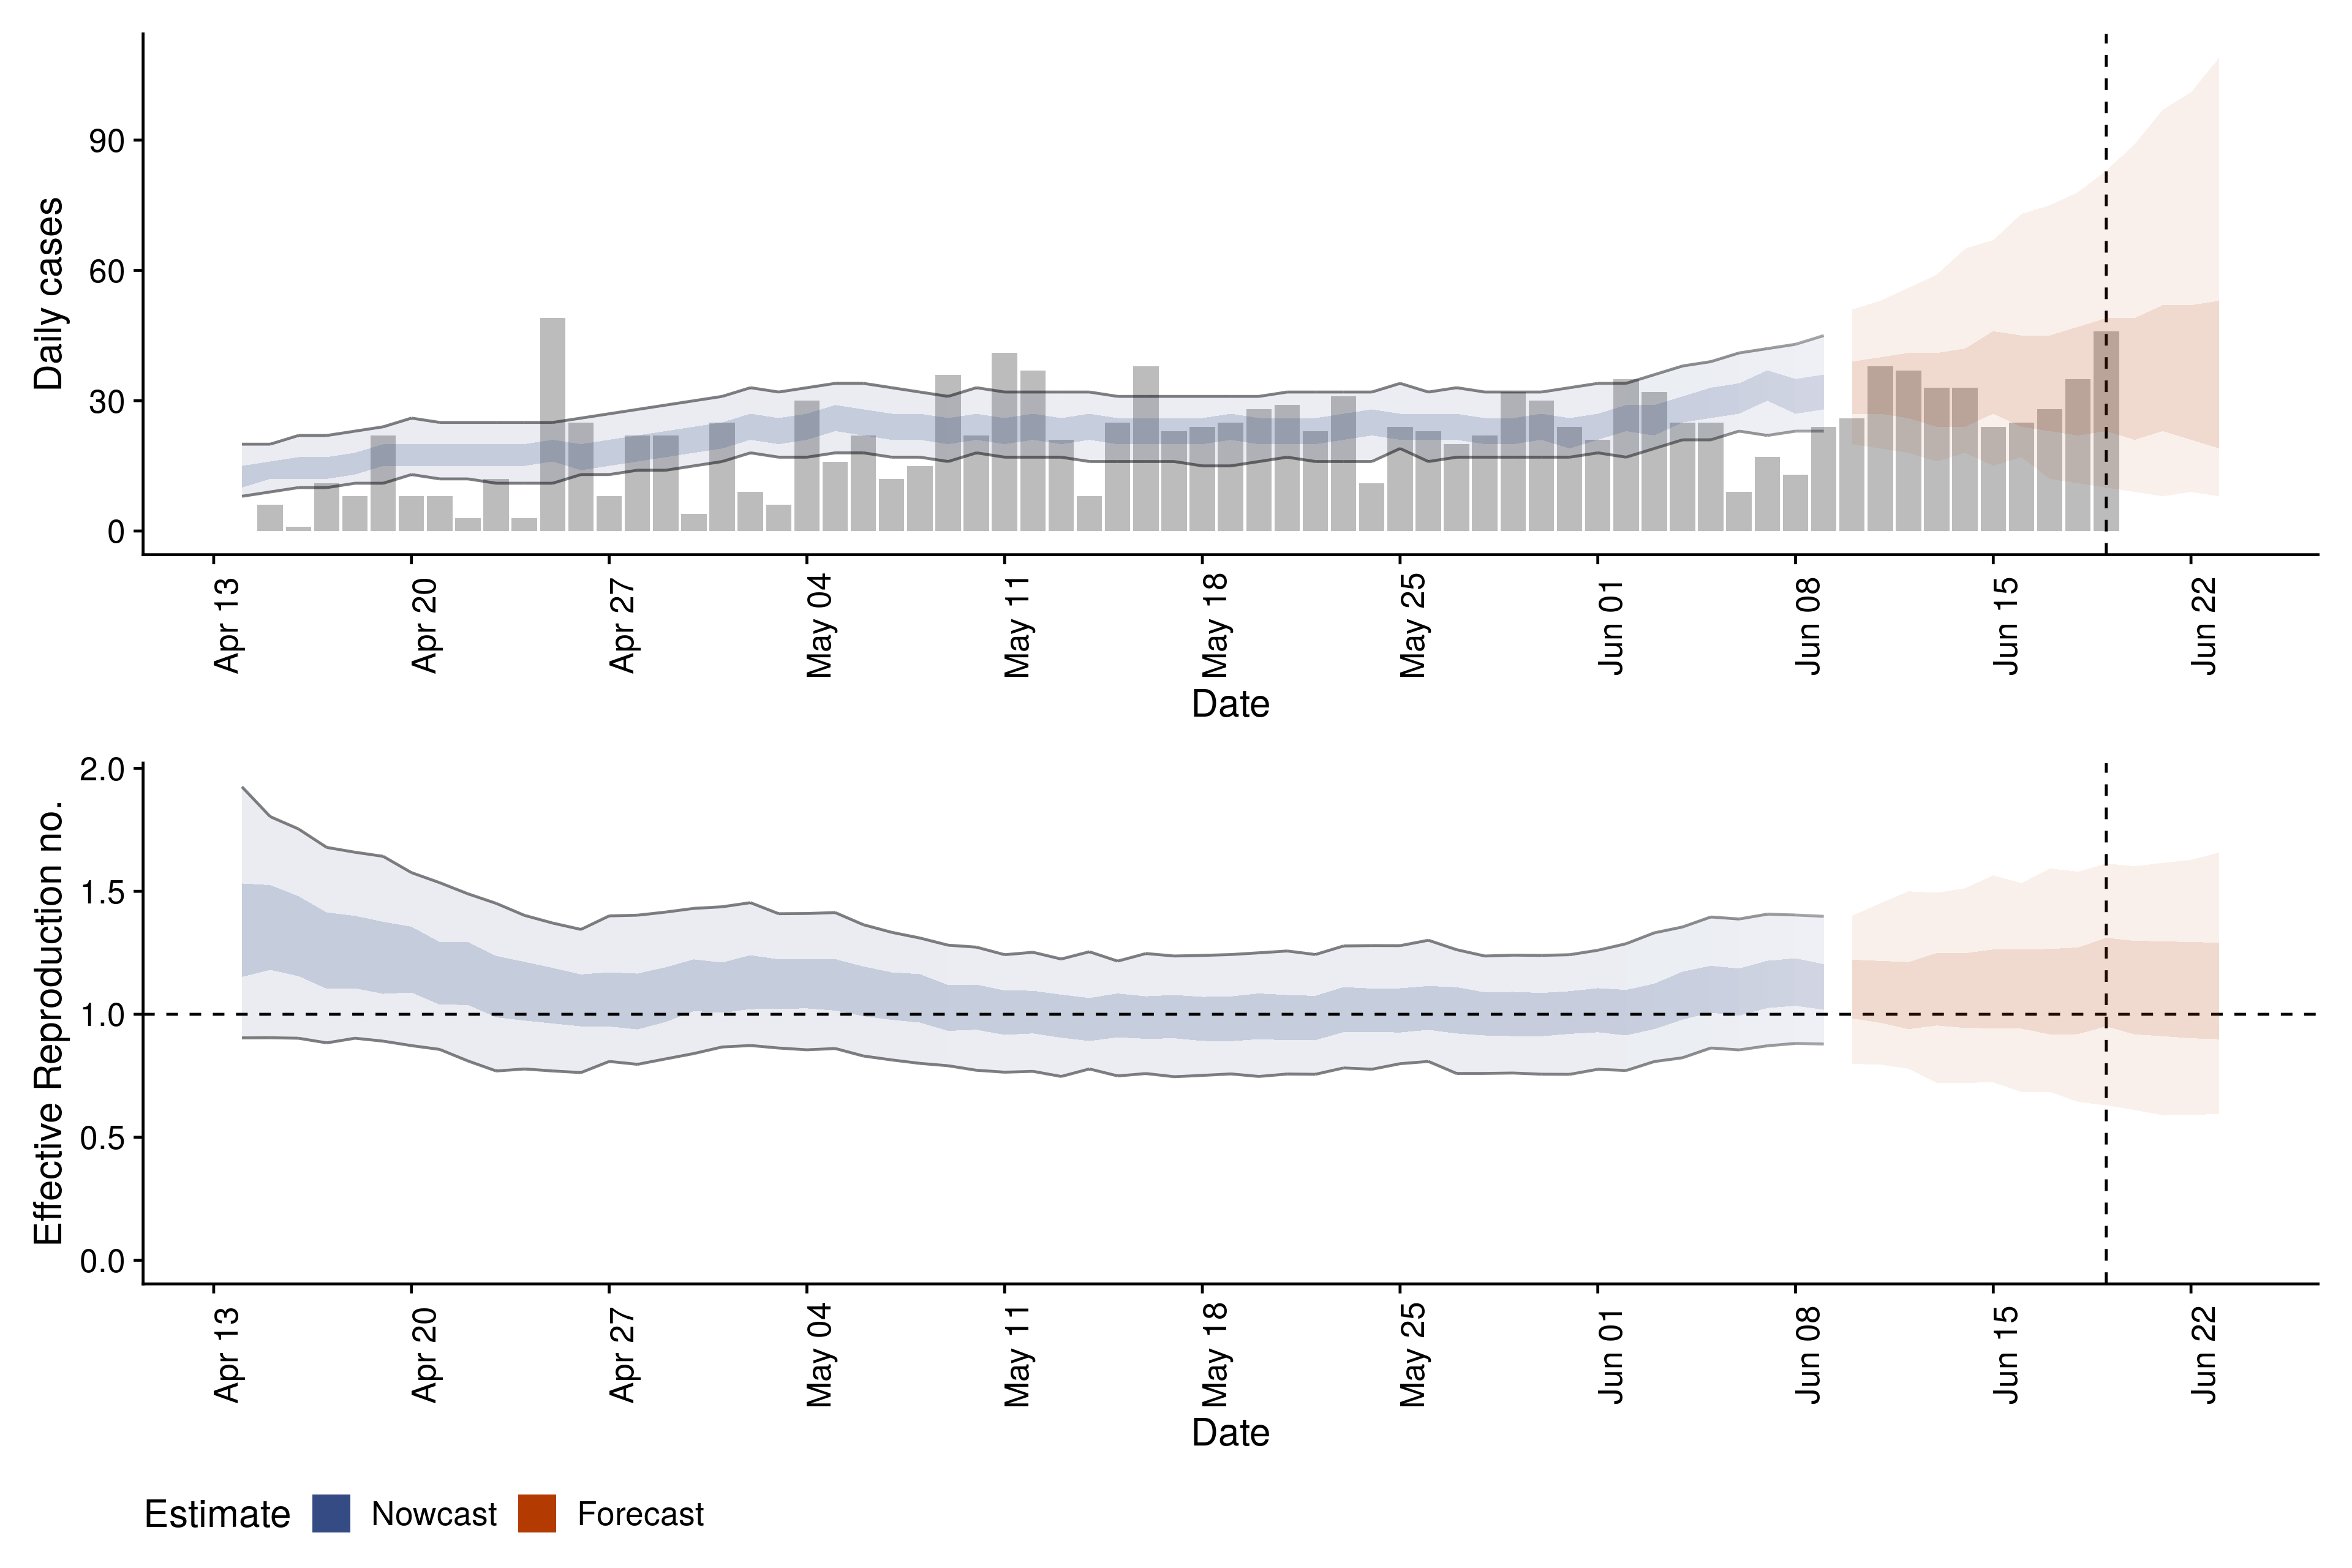 Daily cases
90
60
30
0
Apr 13 Apr 20 Apr 27 May 04 May 11 May 18 May 25 Jun 01 Jun 08 Jun 15 Jun 22
Date
Effective Reproduction no.
2.0
1.5
1.0
0.5
0.0
Apr 13 Apr 20 Apr 27 May 04 May 11 May 18 May 25 Jun 01 Jun 08 Jun 15 Jun 22
Date
Estimate Nowcast Forecast